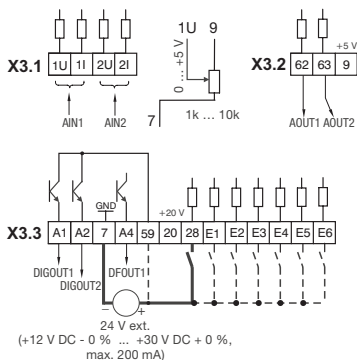 1U 9
X3.1 1U 1I 2U 2I
AIN1 AIN2
0 ... +5 V
7
1k ... 10k
X3.2 62 63 9
+5 V
AOUT1 AOUT2
GND
+20 V
X3.3 A1 A2 7 A4 59 20 28 E1 E2 E3 E4 E5 E6
DIGOUT1 DFOUT1
DIGOUT2
− +
24 V ext.
(+12 V DC - 0 % ... +30 V DC + 0 %,
max. 200 mA)